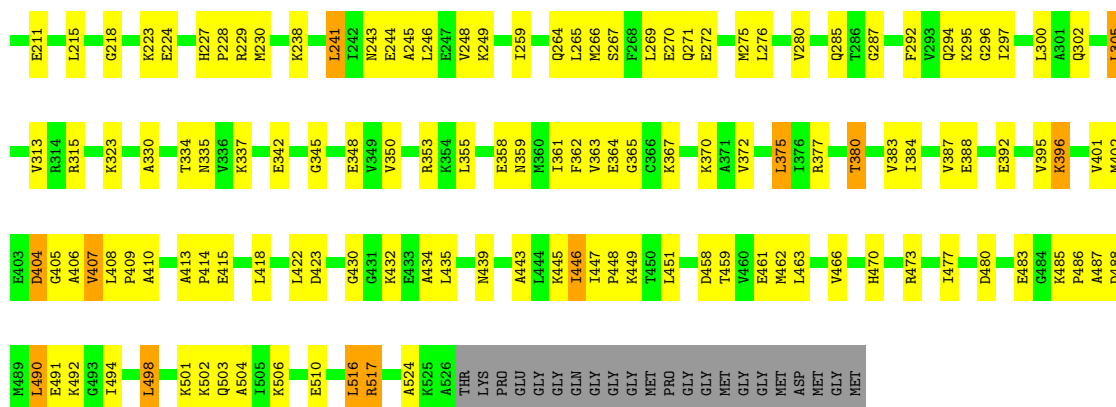 E211 L215 G218 K223 E224 H227 P228 R229 M230 K238 L241 I242 N243 E244 A245 L246 E247 V248 K249 I259 Q264 L265 M266 S267 F268 L269 E270 Q271 E272 M275 L276 V280 Q285 T286 G287 F292 V293 Q294 K295 G296 I297 L300 A301 Q302 L305
V313 R314 R315 K323 A330 T334 N335 V336 K337 E342 G345 E348 V349 V350 R353 K354 L355 E358 N359 M360 I361 F362 V363 E364 G365 C366 K367 K370 A371 V372 L375 I376 R377 T380 V383 I384 V387 E388 E392 V395 K396 V401 M402
E403 D404 G405 A406 V407 L408 P409 A410 A413 P414 E415 L418 L422 D423 G430 G431 K432 E433 A434 L435 N439 A443 L444 K445 I446 I447 P448 K449 T450 L451 D458 T459 V460 E461 M462 L463 V466 H470 R473 I477 D480 E483 G484 K485 P486 A487
M489 L490 E491 K492 G493 I494 L498 K501 K502 Q503 A504 I505 K506 E510 L516 R517 A524 K525 A526 THR LYS PRO GLU GLY GLY GLN GLY GLY GLY MET PRO GLY GLY MET GLY GLY MET ASP MET GLY MET